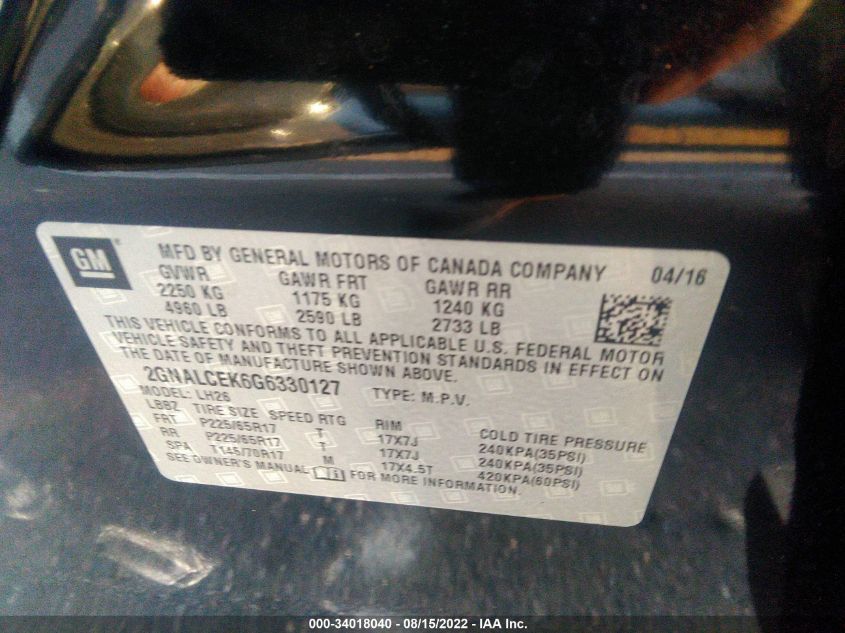 GM
MFD BY GENERAL MOTORS OF CANADA COMPANY 04/16
GVWR GAWR FRT GAWR RR
2250 KG 1175 KG 1240 KG
4960 LB 2590 LB 2733 LB
THIS VEHICLE CONFORMS TO ALL APPLICABLE U.S. FEDERAL MOTOR
VEHICLE SAFETY AND THEFT PREVENTION STANDARDS IN EFFECT ON
THE DATE OF MANUFACTURE SHOWN ABOVE.
2GNALCEK6G6330127 TYPE: M.P.V.
LH26
LBBZ TIRE SIZE SPEED RTG RIM COLD TIRE PRESSURE
FRT P225/65R17 T 17X7J 240KPA(35PSI)
RR P225/65R17 T 17X7J 240KPA(35PSI)
SPA T145/70R17 M 17X4.5T 420KPA(60PSI)
SEE OWNER'S MANUAL FOR MORE INFORMATION.
000-34018040 - 08/15/2022 - IAA Inc.